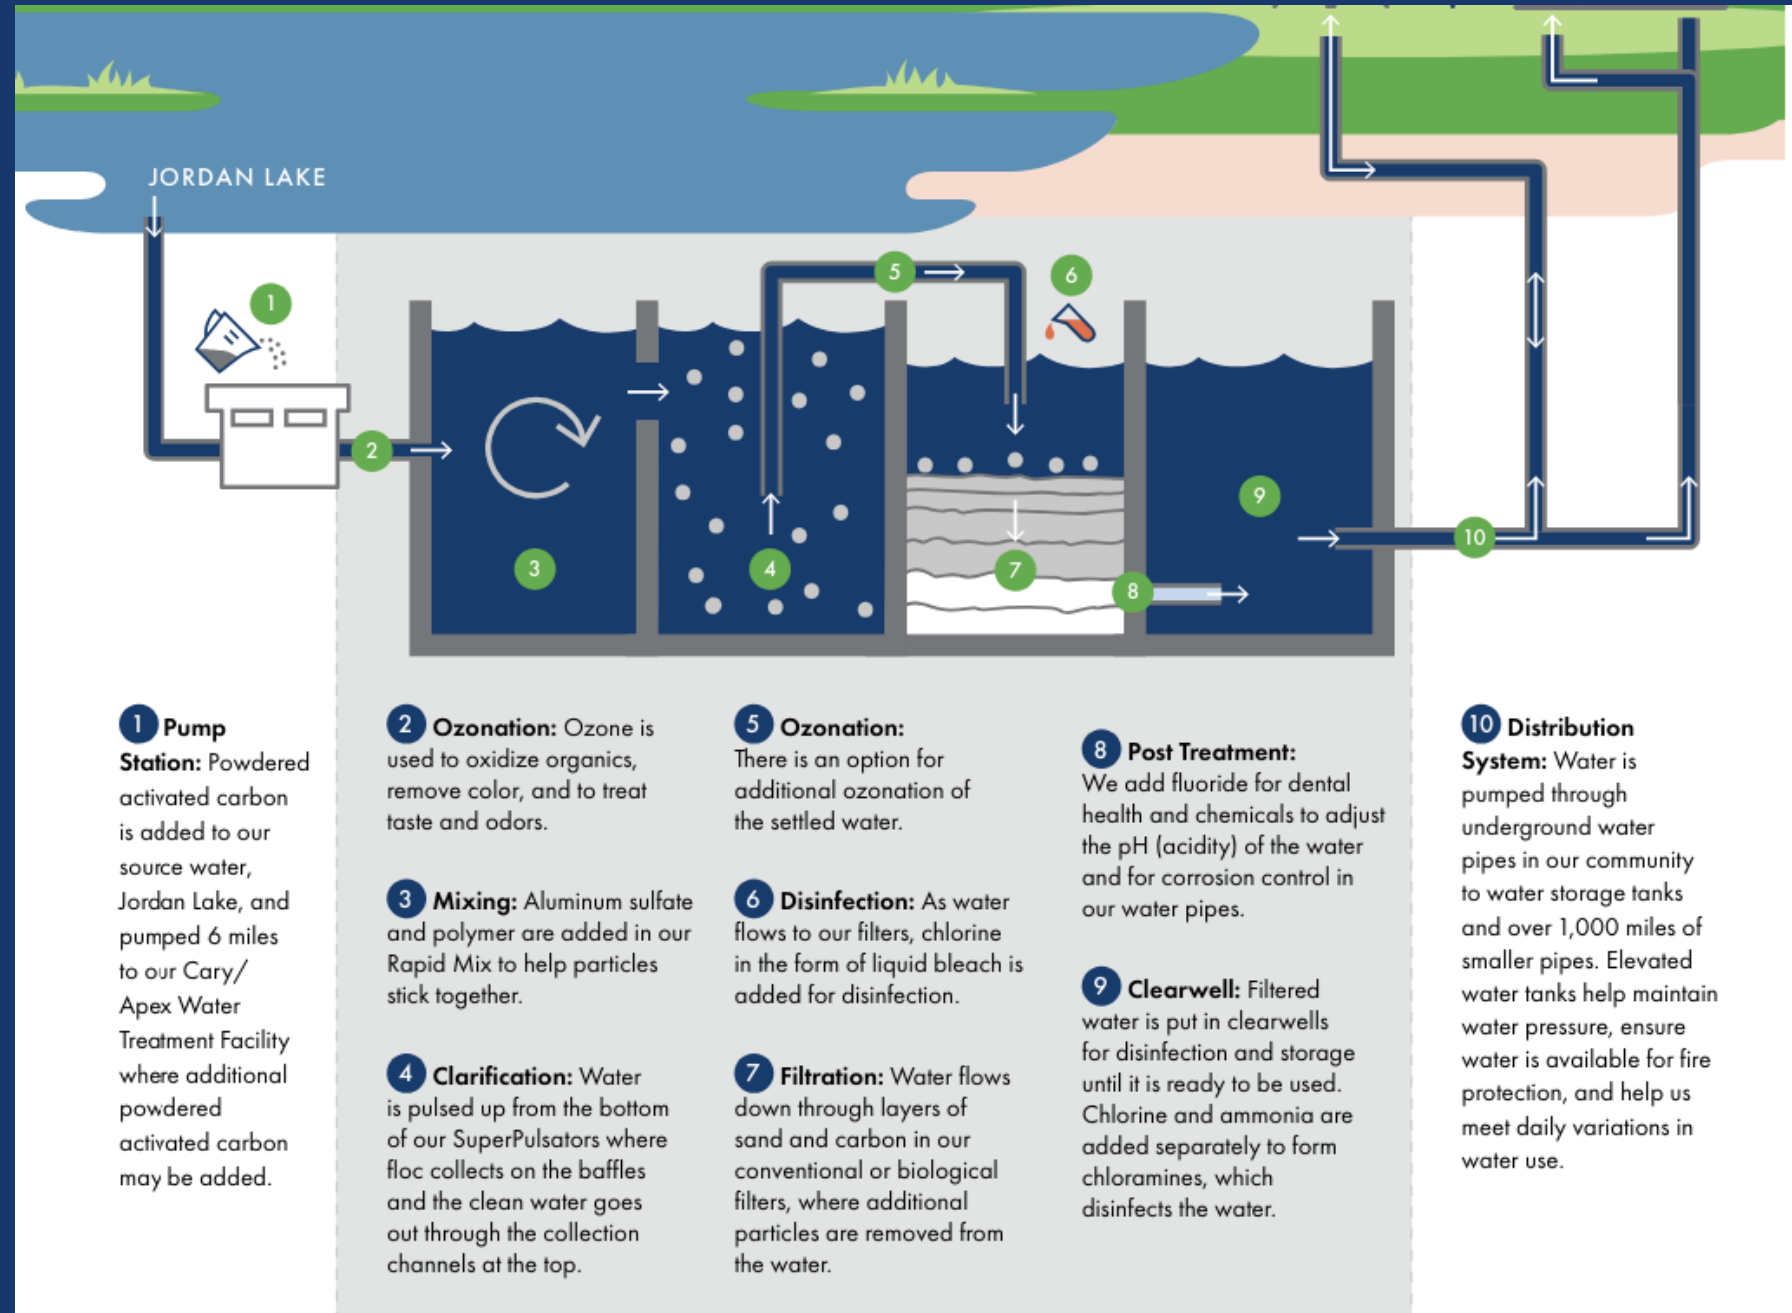 JORDAN LAKE
1
5
6
2
9
10
3
4
7
8
1 Pump
Station: Powdered
activated carbon
is added to our
source water,
Jordan Lake, and
pumped 6 miles
to our Cary/
Apex Water
Treatment Facility
where additional
powdered
activated carbon
may be added.
2 Ozonation: Ozone is
used to oxidize organics,
remove color, and to treat
taste and odors.
3 Mixing: Aluminum sulfate
and polymer are added in our
Rapid Mix to help particles
stick together.
4 Clarification: Water
is pulsed up from the bottom
of our SuperPulsators where
floc collects on the baffles
and the clean water goes
out through the collection
channels at the top.
5 Ozonation:
There is an option for
additional ozonation of
the settled water.
6 Disinfection: As water
flows to our filters, chlorine
in the form of liquid bleach is
added for disinfection.
7 Filtration: Water flows
down through layers of
sand and carbon in our
conventional or biological
filters, where additional
particles are removed from
the water.
8 Post Treatment:
We add fluoride for dental
health and chemicals to adjust
the pH (acidity) of the water
and for corrosion control in
our water pipes.
9 Clearwell: Filtered
water is put in clearwells
for disinfection and storage
until it is ready to be used.
Chlorine and ammonia are
added separately to form
chloramines, which
disinfects the water.
10 Distribution
System: Water is
pumped through
underground water
pipes in our community
to water storage tanks
and over 1,000 miles of
smaller pipes. Elevated
water tanks help maintain
water pressure, ensure
water is available for fire
protection, and help us
meet daily variations in
water use.